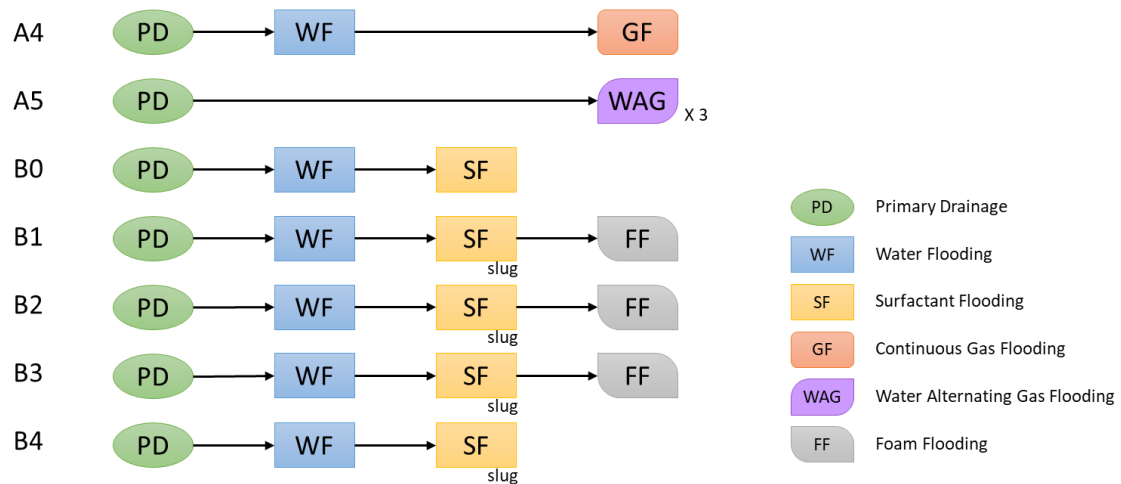 A4 PD WF GF
A5 PD WAG X 3
B0 PD WF SF
B1 PD WF SF FF
slug
B2 PD WF SF FF
slug
B3 PD WF SF FF
slug
B4 PD WF SF
slug
PD Primary Drainage
WF Water Flooding
SF Surfactant Flooding
GF Continuous Gas Flooding
WAG Water Alternating Gas Flooding
FF Foam Flooding